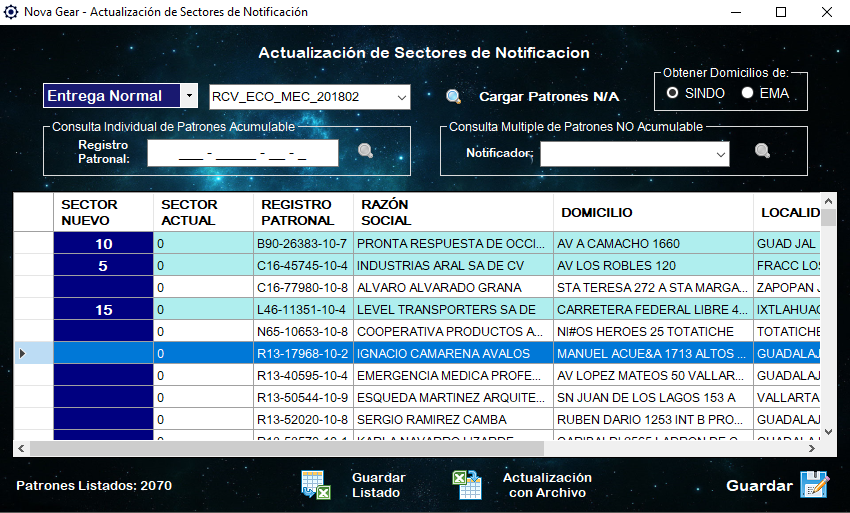 Nova Gear - Actualización de Sectores de Notificación
Actualización de Sectores de Notificacion
Obtener Domicilios de:
Entrega Normal
RCV_ECO_MEC_201802
Cargar Patrones N/A
SINDO
EMA
Consulta Individual de Patrones Acumulable
Consulta Multiple de Patrones NO Acumulable
Registro
Patronal:
___ - _____ - __ - _
Notificador:
SECTOR NUEVO SECTOR ACTUAL REGISTRO PATRONAL RAZÓN SOCIAL DOMICILIO LOCALID
10 0 B90-26383-10-7 PRONTA RESPUESTA DE OCCI... AV A CAMACHO 1660 GUAD JAL
5 0 C16-45745-10-4 INDUSTRIAS ARAL SA DE CV AV LOS ROBLES 120 FRACC LOS
0 C16-77980-10-8 ALVARO ALVARADO GRANA STA TERESA 272 A STA MARGA... ZAPOPAN J
15 0 L46-11351-10-4 LEVEL TRANSPORTERS SA DE CARRETERA FEDERAL LIBRE 4... IXTLAHUAC
0 N65-10653-10-8 COOPERATIVA PRODUCTOS A... NI#OS HEROES 25 TOTATICHE TOTATICHE
0 R13-17968-10-2 IGNACIO CAMARENA AVALOS MANUEL ACUE&A 1713 ALTOS ... GUADALAJ
0 R13-40595-10-4 EMERGENCIA MEDICA PROFE... AV LOPEZ MATEOS 50 VALLAR... GUADALAJ
0 R13-50544-10-9 ESQUEDA MARTINEZ ARQUITE... SN JUAN DE LOS LAGOS 153 A VALLARTA
0 R13-52020-10-8 SERGIO RAMIREZ CAMBA RUBEN DARIO 1253 INT B PRO... GUADALAJ
Patrones Listados: 2070
Guardar
Listado
Actualización
con Archivo
Guardar